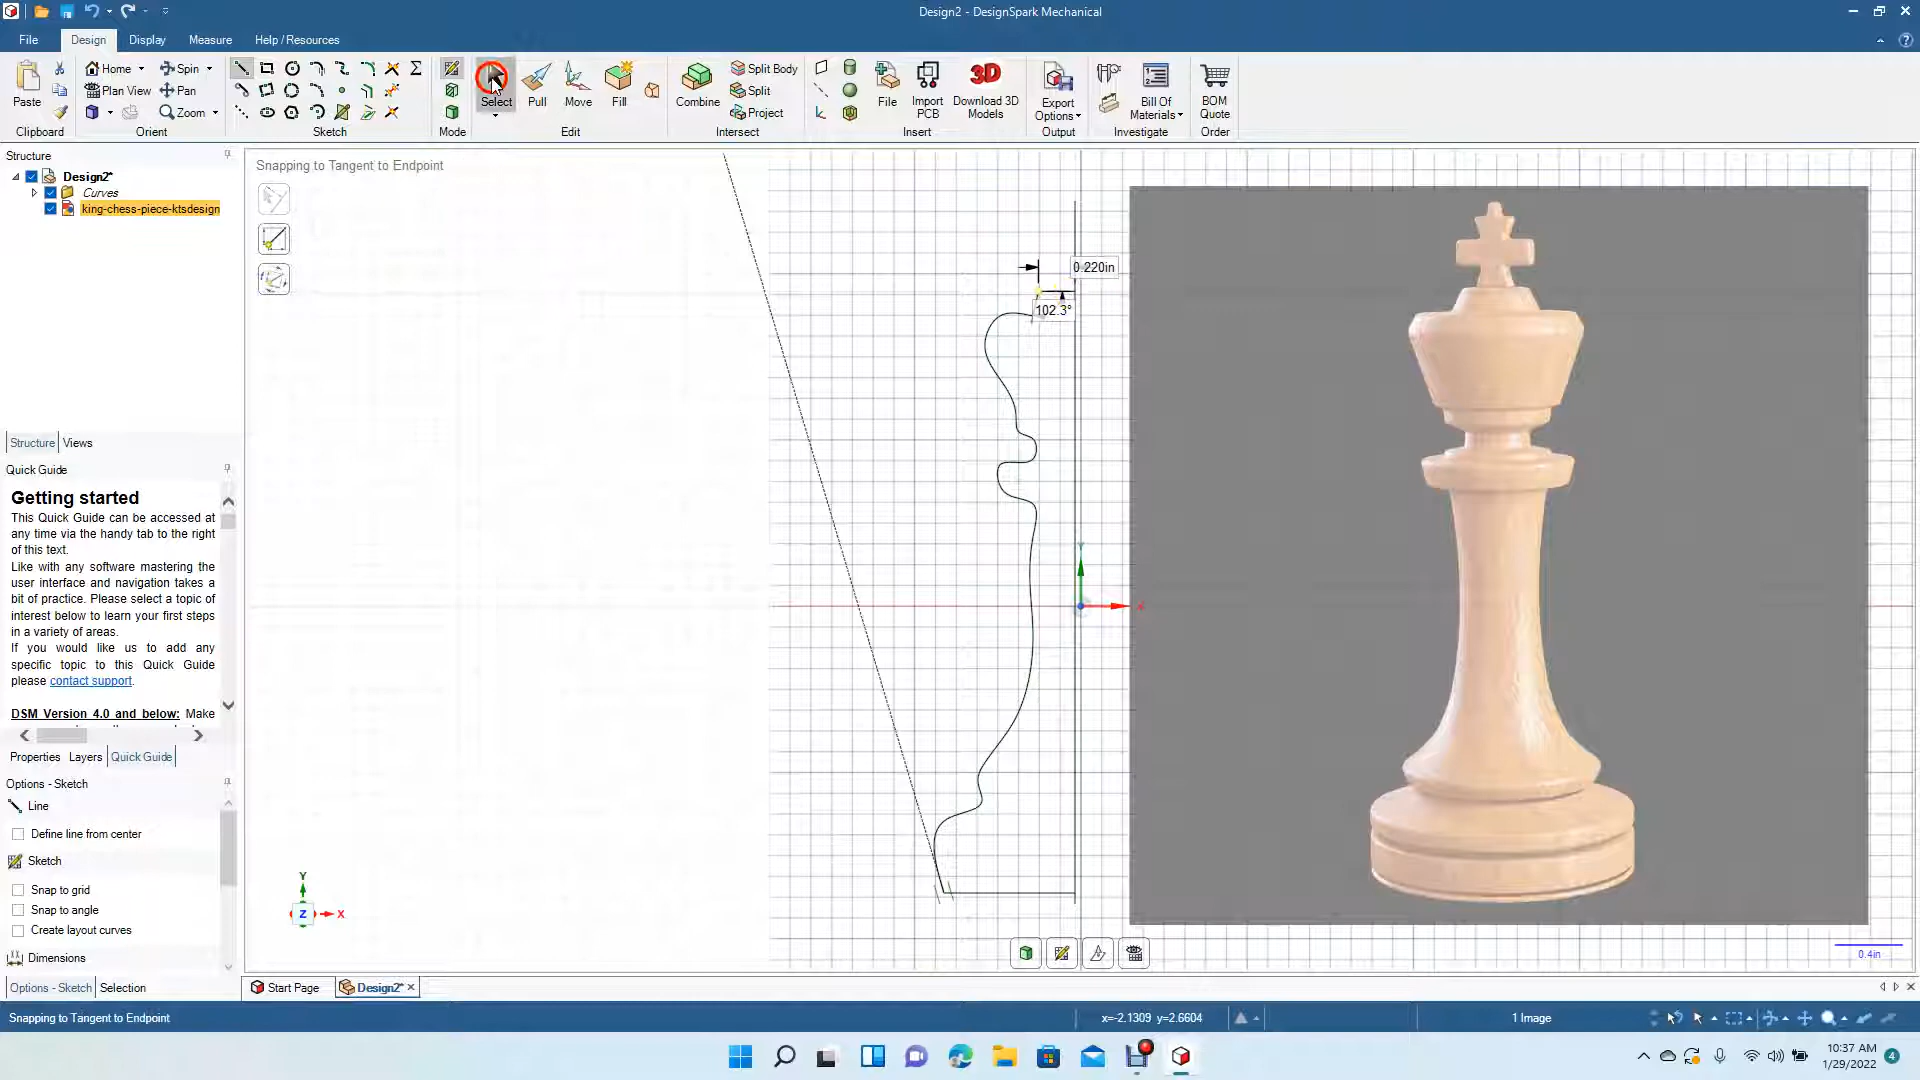 Design2 - DesignSpark Mechanical
File
Design
Display
Measure
Help / Resources
Paste
Home
Plan View
Spin
Pan
Zoom
Select
Pull
Move
Fill
Combine
Split Body
Split
Project
File
Import PCB
Download 3D Models
3D
Export Options
Bill Of Materials
BOM Quote
Clipboard
Orient
Sketch
Mode
Edit
Intersect
Insert
Output
Investigate
Order
Structure
Design2*
Curves
king-chess-piece-ktsdesign
Structure
Views
Quick Guide
Getting started
This Quick Guide can be accessed at
any time via the handy tab to the right
of this text.
Like with any software mastering the
user interface and navigation takes a
bit of practice. Please select a topic of
interest below to learn your first steps
in a variety of areas.
If you would like us to add any
specific topic to this Quick Guide
please contact support.
DSM Version 4.0 and below: Make
Properties
Layers
Quick Guide
Options - Sketch
Line
Define line from center
Sketch
Snap to grid
Snap to angle
Create layout curves
Dimensions
Options - Sketch
Selection
Snapping to Tangent to Endpoint
0.220in
102.3°
Y
Y
Z
X
0.4in
Start Page
Design2*
Snapping to Tangent to Endpoint
x=-2.1309 y=2.6604
1 Image
10:37 AM
1/29/2022
4